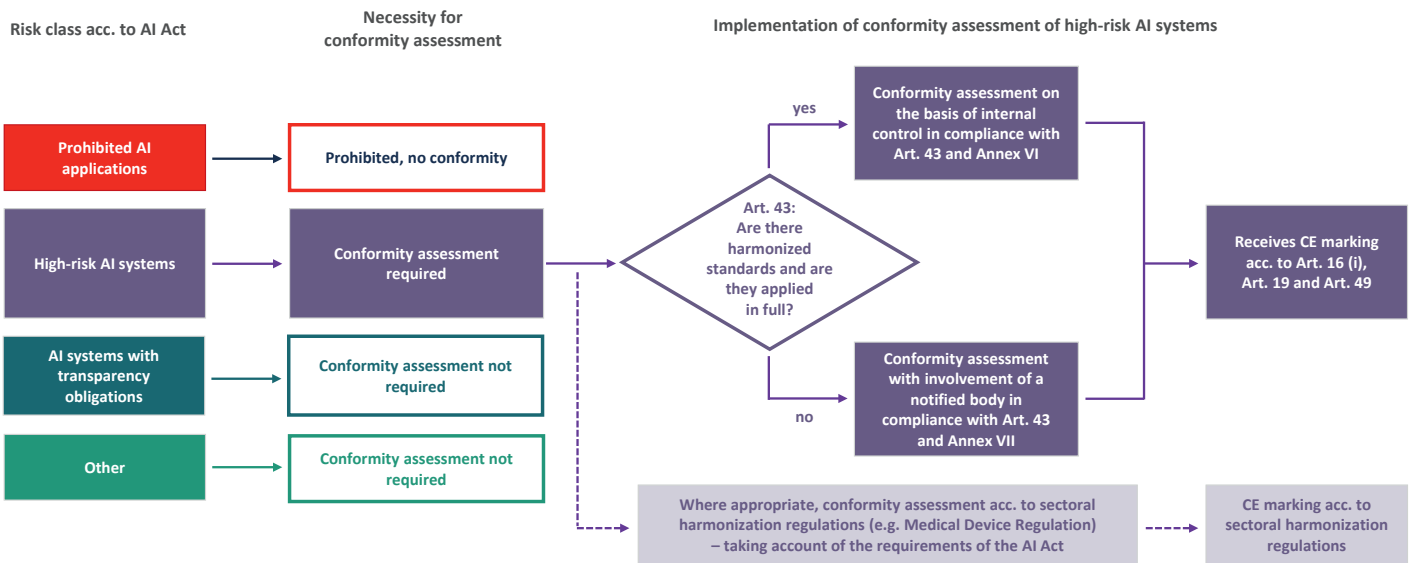 Risk class acc. to AI Act
Necessity for
conformity assessment
Implementation of conformity assessment of high-risk AI systems
Prohibited AI
applications
Prohibited, no conformity
High-risk AI systems
Conformity assessment
required
AI systems with
transparency
obligations
Conformity assessment not
required
Other
Conformity assessment not
required
Art. 43:
Are there
harmonized
standards and are
they applied
in full?
yes
Conformity assessment on
the basis of internal
control in compliance with
Art. 43 and Annex VI
no
Conformity assessment
with involvement of a
notified body in
compliance with Art. 43
and Annex VII
Receives CE marking
acc. to Art. 16 (i),
Art. 19 and Art. 49
Where appropriate, conformity assessment acc. to sectoral
harmonization regulations (e.g. Medical Device Regulation)
– taking account of the requirements of the AI Act
CE marking acc. to
sectoral harmonization
regulations